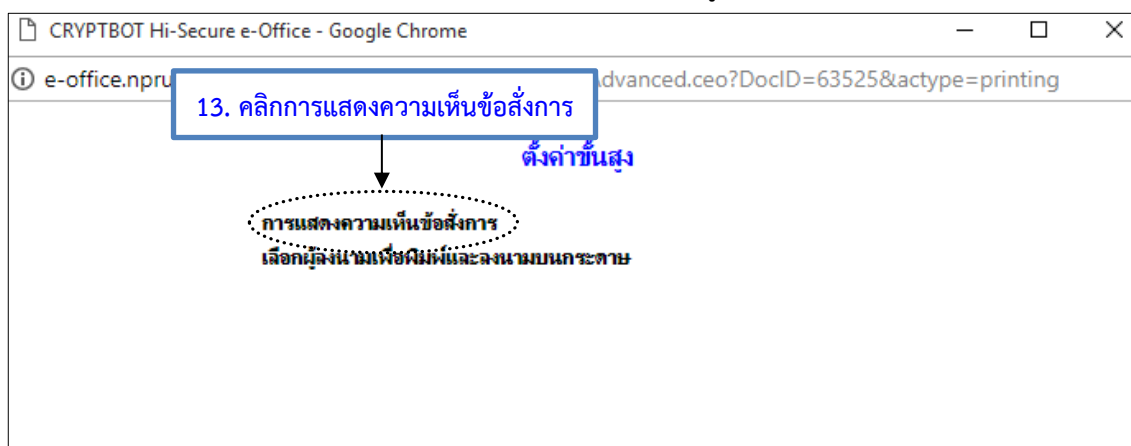 CRYPTBOT Hi-Secure e-Office - Google Chrome
e-office.npru
dvanced.ceo?DocID=63525&actype=printing
13. คลิกการแสดงความเห็นข้อสั่งการ
ตั้งค่าขั้นสูง
การแสดงความเห็นข้อสั่งการ
เลือกผู้ลงนามเพื่อพิมพ์และลงนามบนกระดาษ